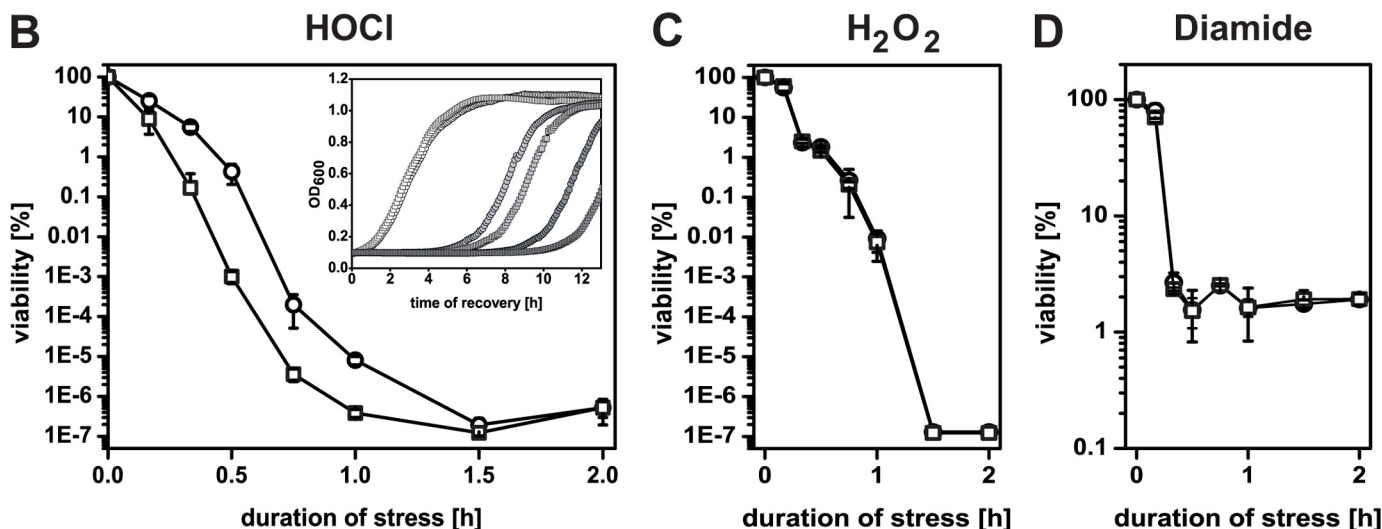 B
HOCl
100
10
1
0.1
0.01
1E-3
1E-4
1E-5
1E-6
1E-7
viability [%]
0.0
0.5
1.0
1.5
2.0
duration of stress [h]
1.2
1.0
0.8
0.6
0.4
0.2
0.0
OD600
0
2
4
6
8
10
12
time of recovery [h]
C
H2O2
100
10
1
0.1
0.01
1E-3
1E-4
1E-5
1E-6
1E-7
viability [%]
0
1
2
duration of stress [h]
D
Diamide
100
10
1
0.1
viability [%]
0
1
2
duration of stress [h]